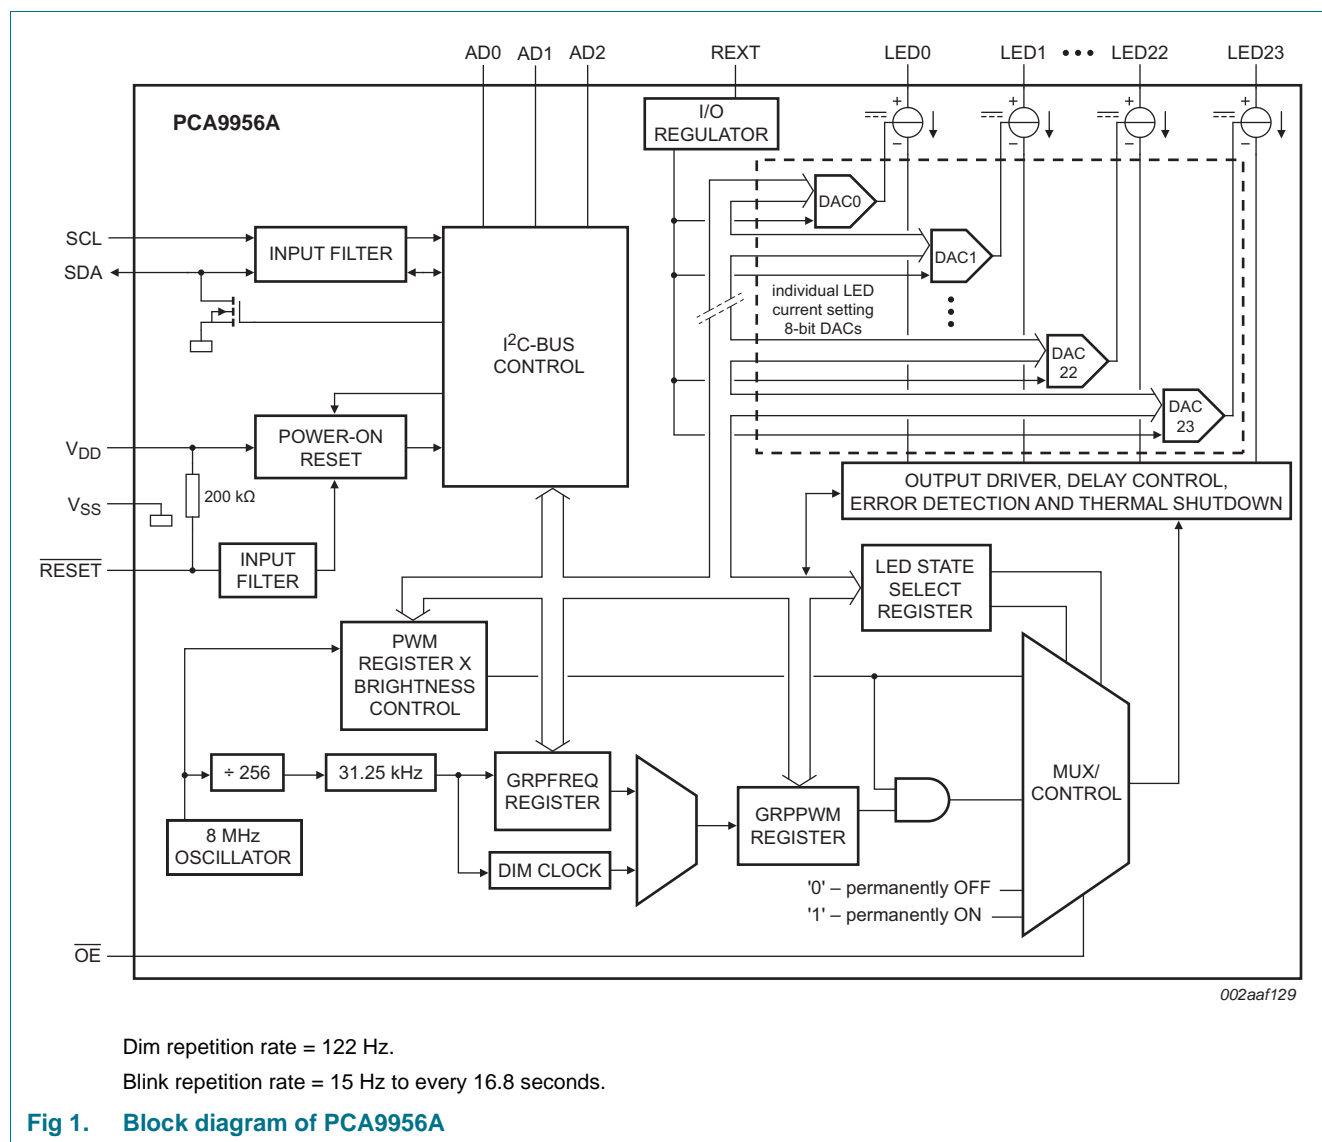 AD0 AD1 AD2 REXT LED0 LED1 ••• LED22 LED23
PCA9956A
I/O
REGULATOR
+ + + +
– – – –
DAC0
SCL
INPUT FILTER
SDA
DAC1
individual LED
current setting
8-bit DACs
I²C-BUS
CONTROL
DAC
22
DAC
23
VDD
POWER-ON
RESET
200 kΩ
VSS
OUTPUT DRIVER, DELAY CONTROL,
ERROR DETECTION AND THERMAL SHUTDOWN
RESET
INPUT
FILTER
LED STATE
SELECT
REGISTER
PWM
REGISTER X
BRIGHTNESS
CONTROL
÷ 256
31.25 kHz
GRPFREQ
REGISTER
MUX/
CONTROL
GRPPWM
REGISTER
8 MHz
OSCILLATOR
DIM CLOCK
'0' – permanently OFF
'1' – permanently ON
OE
002aaf129
Dim repetition rate = 122 Hz.
Blink repetition rate = 15 Hz to every 16.8 seconds.
Fig 1. Block diagram of PCA9956A